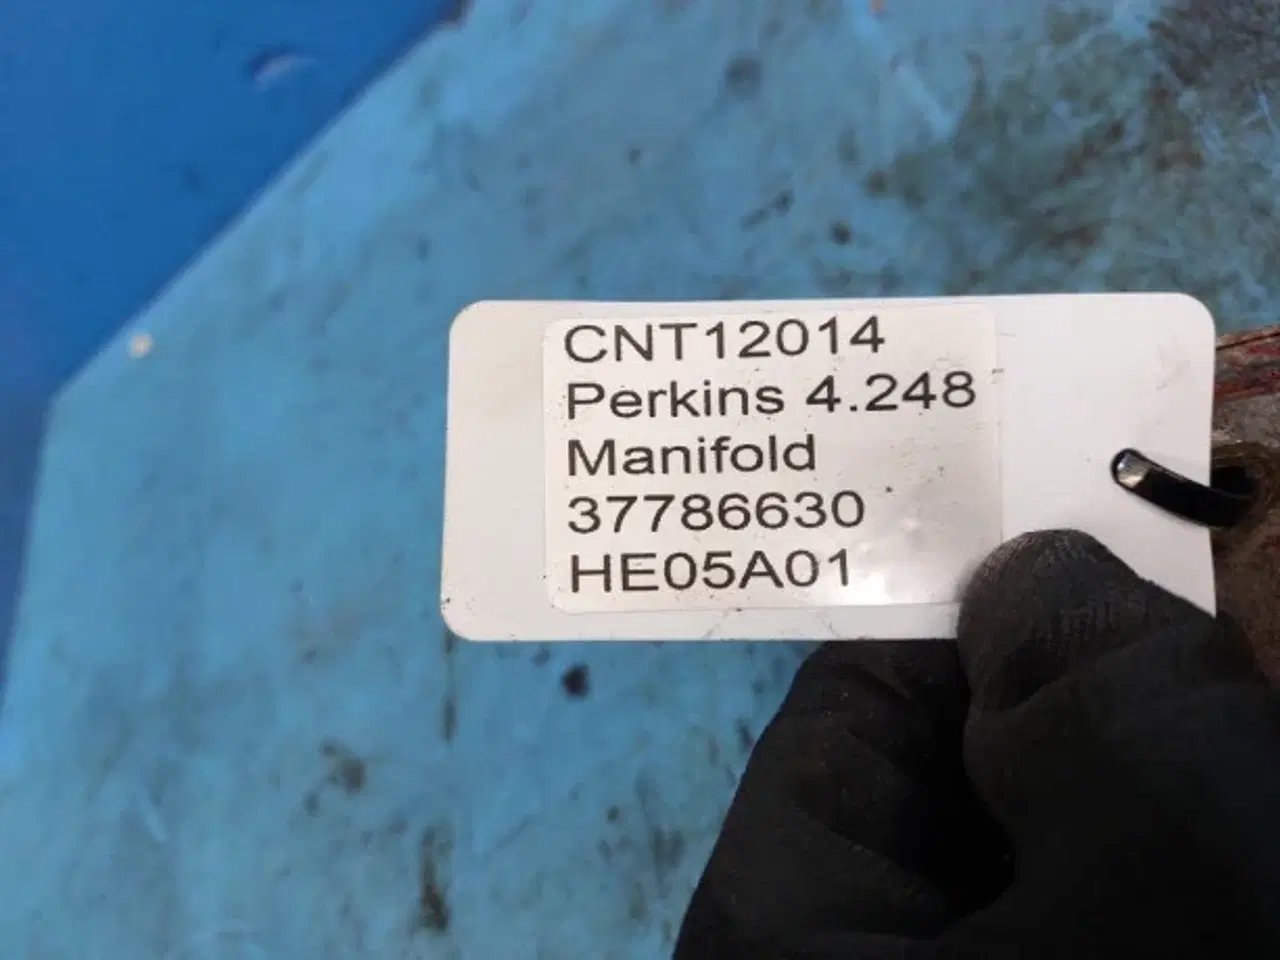 CNT12014
Perkins 4.248
Manifold
37786630
HE05A01